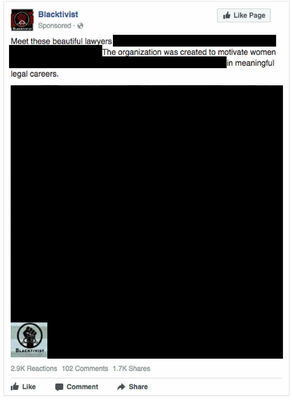 Blacktivist
Like Page
Sponsored ·
Meet these beautiful lawyers
The organization was created to motivate women
in meaningful
legal careers.
BLACKTIVIST
2.9K Reactions 102 Comments 1.7K Shares
Like Comment Share